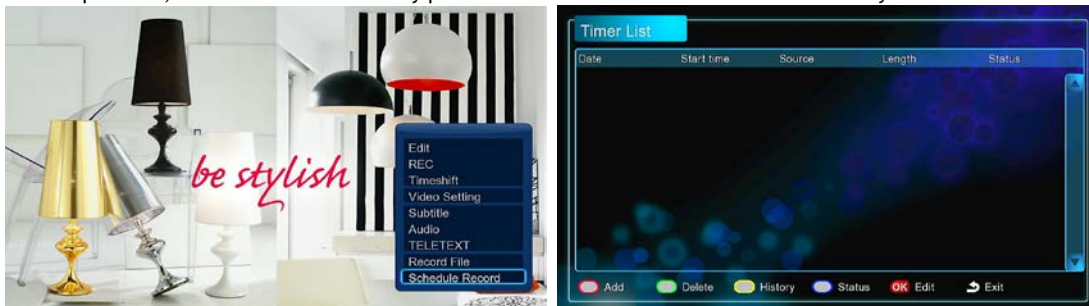 be stylish
Edit
REC
Timeshift
Video Setting
Subtitle
Audio
TELETEXT
Record File
Schedule Record
Timer List
Date Start time Source Length Status
Add Delete History Status OK Edit Exit